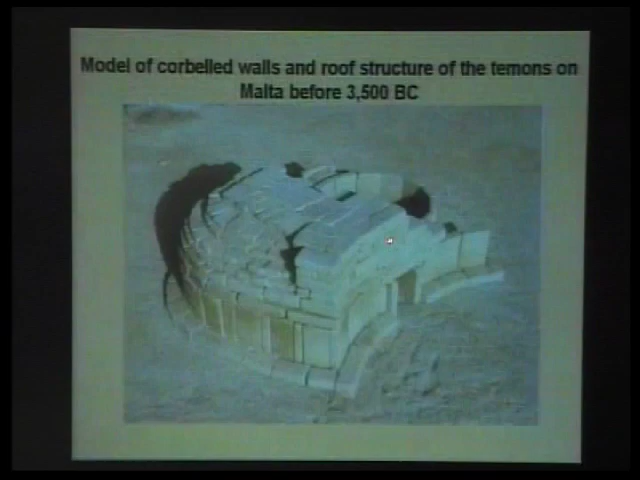 Model of corbelled walls and roof structure of the temons on
Malta before 3,500 BC